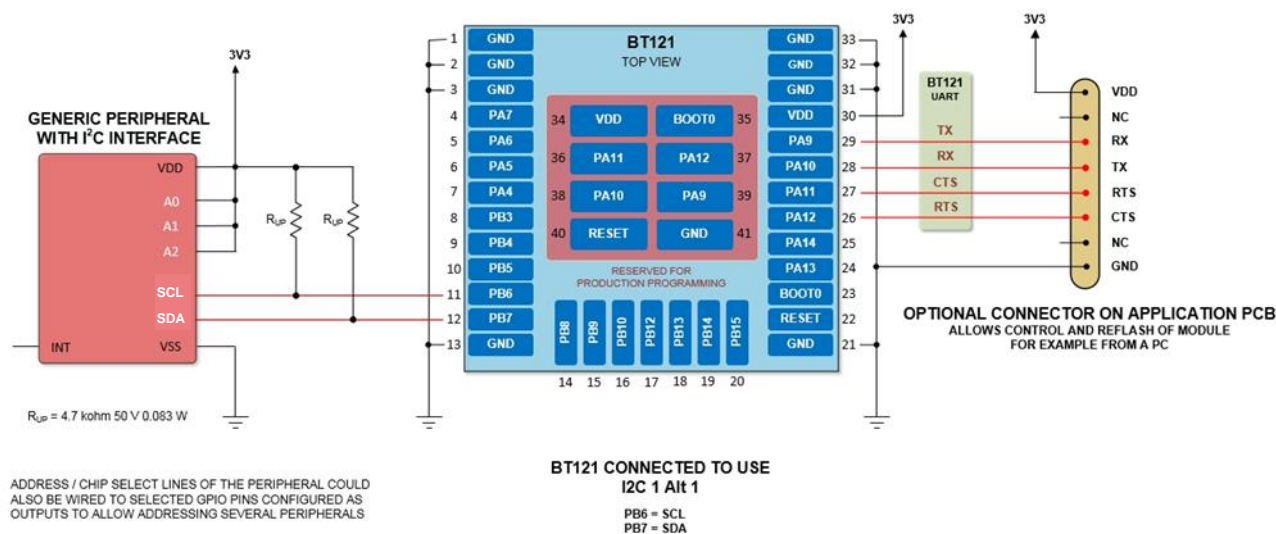 3V3
GENERIC PERIPHERAL
WITH I²C INTERFACE
VDD
A0
A1
A2
SCL
SDA
INT
VSS
RUP
RUP
RUP = 4.7 kohm 50 V 0.083 W
ADDRESS / CHIP SELECT LINES OF THE PERIPHERAL COULD
ALSO BE WIRED TO SELECTED GPIO PINS CONFIGURED AS
OUTPUTS TO ALLOW ADDRESSING SEVERAL PERIPHERALS
BT121
TOP VIEW
1 GND
2 GND
3 GND
4 PA7
5 PA6
6 PA5
7 PA4
8 PB3
9 PB4
10 PB5
11 PB6
12 PB7
13 GND
34 VDD BOOT0 35
36 PA11 PA12 37
38 PA10 PA9 39
40 RESET GND 41
RESERVED FOR
PRODUCTION PROGRAMMING
PB8 PB9 PB10 PB12 PB13 PB14 PB15
14 15 16 17 18 19 20
GND 33
GND 32
GND 31
VDD 30
PA9 29
PA10 28
PA11 27
PA12 26
PA14 25
PA13 24
BOOT0 23
RESET 22
GND 21
3V3
BT121
UART
TX
RX
CTS
RTS
3V3
VDD
NC
RX
TX
RTS
CTS
NC
GND
OPTIONAL CONNECTOR ON APPLICATION PCB
ALLOWS CONTROL AND REFLASH OF MODULE
FOR EXAMPLE FROM A PC
BT121 CONNECTED TO USE
I2C 1 Alt 1
PB6 = SCL
PB7 = SDA